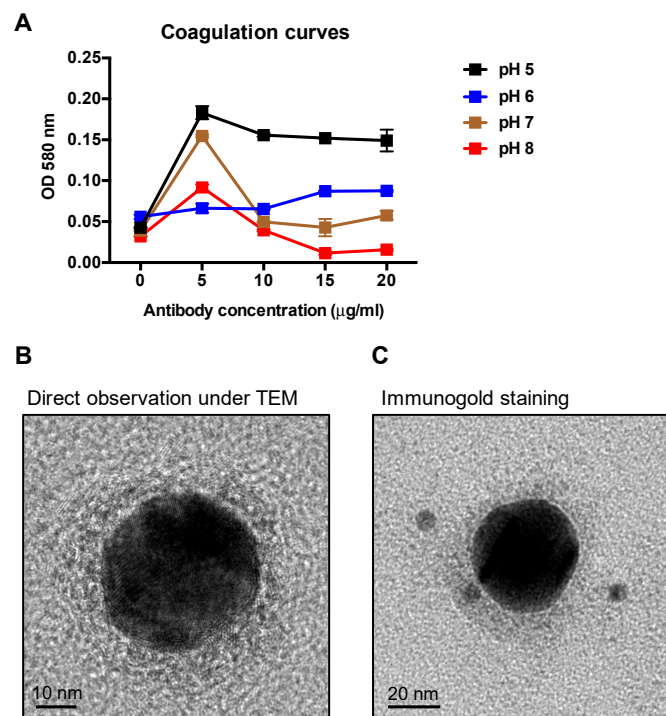 A
Coagulation curves
0.25
0.20
0.15
0.10
0.05
0.00
OD 580 nm
0 5 10 15 20
Antibody concentration (μg/ml)
pH 5
pH 6
pH 7
pH 8
B
Direct observation under TEM
10 nm
C
Immunogold staining
20 nm